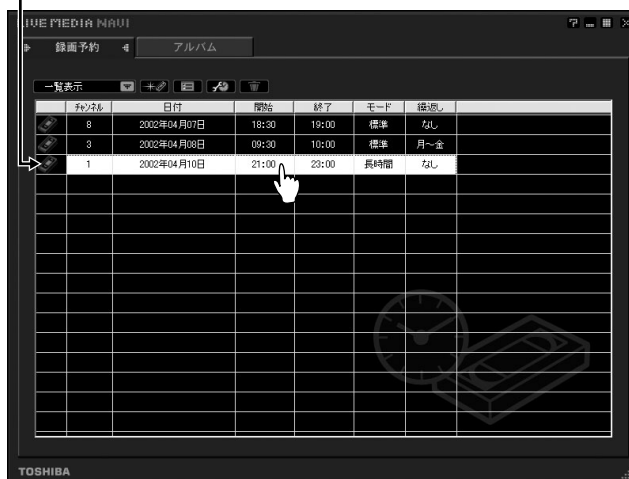 LIVE MEDIA NAVI
録画予約 アルバム
一覧表示
チャンネル 日付 開始 終了 モード 繰返し
8 2002年04月07日 18:30 19:00 標準 なし
3 2002年04月08日 09:30 10:00 標準 月～金
1 2002年04月10日 21:00 23:00 長時間 なし
TOSHIBA